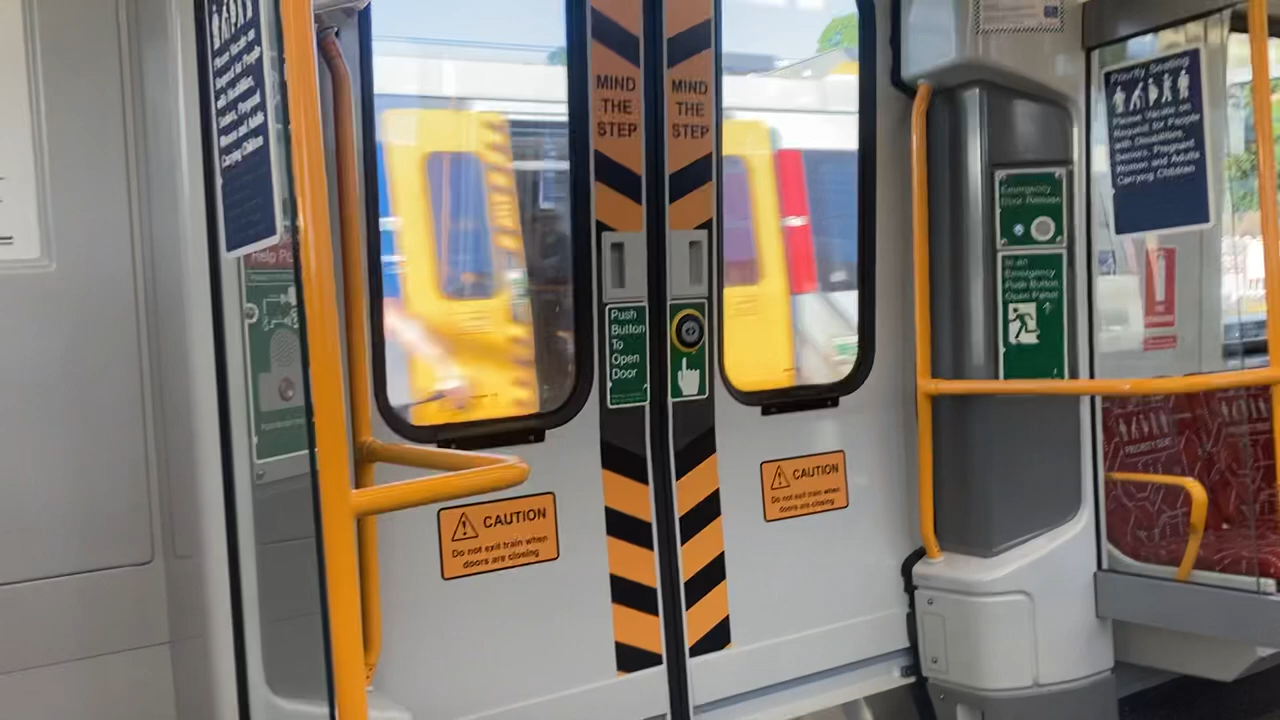 Please Vacate on
Request for People
with Disabilities,
Seniors, Pregnant
Women and Adults
Carrying Children
Help Po
MIND
THE
STEP
MIND
THE
STEP
Push
Button
To
Open
Door
CAUTION
Do not exit train when
doors are closing
CAUTION
Do not exit train when
doors are closing
Emergency
Door Release
In an
Emergency
Push Button
Open Panel
Priority Seating
Please Vacate on
Request for People
with Disabilities,
Seniors, Pregnant
Women and Adults
Carrying Children
PRIORITY SEAT